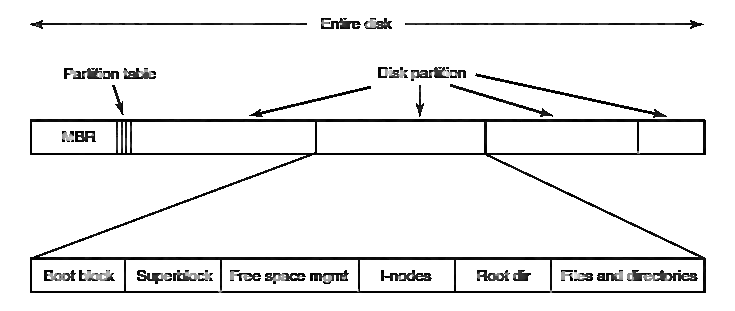 Entire disk
Partition table
Disk partition
MBR
Boot block
Superblock
Free space mgmt
I-nodes
Root dir
Files and directories